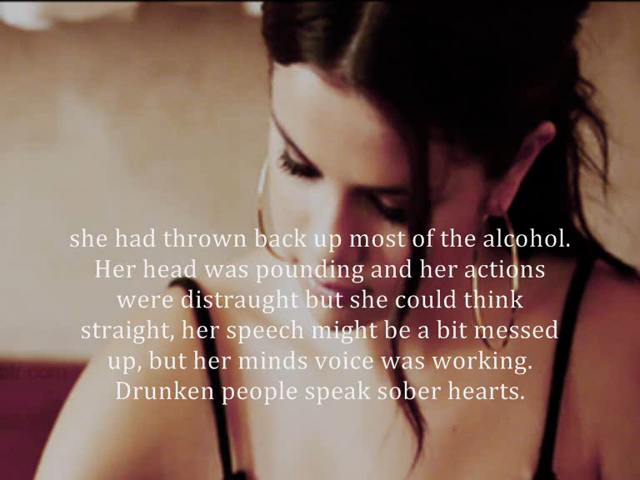 she had thrown back up most of the alcohol.
Her head was pounding and her actions
were distraught but she could think
straight, her speech might be a bit messed
up, but her minds voice was working.
Drunken people speak sober hearts.